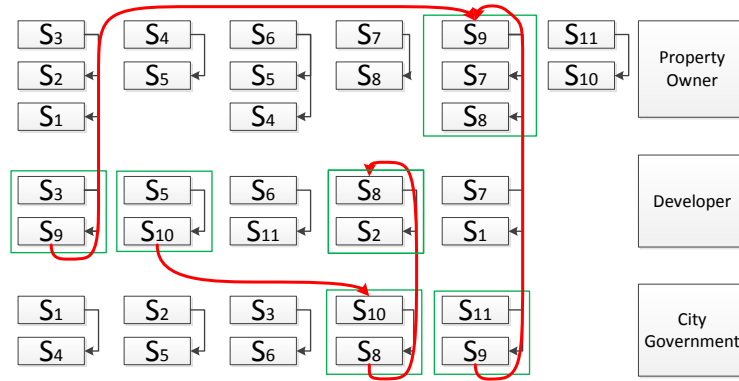 S3 S4 S6 S7 S9 S11
S2 S5 S5 S8 S7 S10
S1 S4 S8
Property
Owner
S3 S5 S6 S8 S7
S9 S10 S11 S2 S1
Developer
S1 S2 S3 S10 S11
S4 S5 S6 S8 S9
City
Government